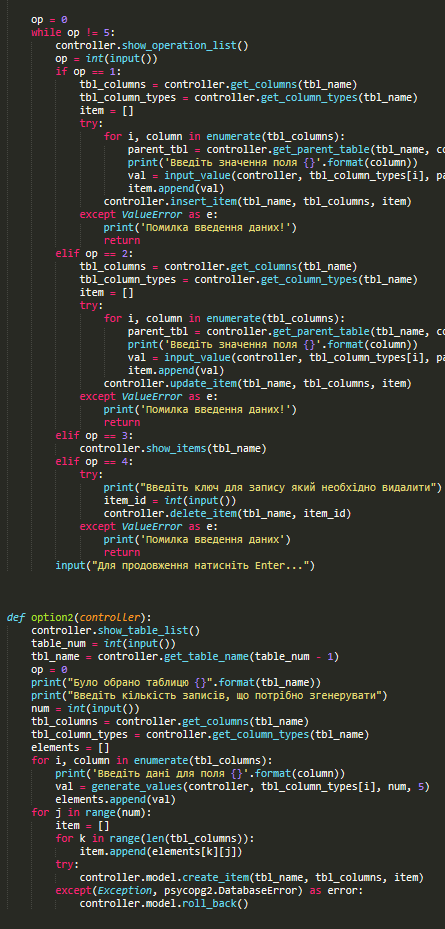 op = 0
while op != 5:
controller.show_operation_list()
op = int(input())
if op == 1:
tbl_columns = controller.get_columns(tbl_name)
tbl_column_types = controller.get_column_types(tbl_name)
item = []
try:
for i, column in enumerate(tbl_columns):
parent_tbl = controller.get_parent_table(tbl_name, co
print('Введіть значення поля {}'.format(column))
val = input_value(controller, tbl_column_types[i], pa
item.append(val)
controller.insert_item(tbl_name, tbl_columns, item)
except ValueError as e:
print('Помилка введення даних!')
return
elif op == 2:
tbl_columns = controller.get_columns(tbl_name)
tbl_column_types = controller.get_column_types(tbl_name)
item = []
try:
for i, column in enumerate(tbl_columns):
parent_tbl = controller.get_parent_table(tbl_name, co
print('Введіть значення поля {}'.format(column))
val = input_value(controller, tbl_column_types[i], pa
item.append(val)
controller.update_item(tbl_name, tbl_columns, item)
except ValueError as e:
print('Помилка введення даних!')
return
elif op == 3:
controller.show_items(tbl_name)
elif op == 4:
try:
print("Введіть ключ для запису який необхідно видалити")
item_id = int(input())
controller.delete_item(tbl_name, item_id)
except ValueError as e:
print('Помилка введення даних')
return
input("Для продовження натисніть Enter...")
def option2(controller):
controller.show_table_list()
table_num = int(input())
tbl_name = controller.get_table_name(table_num - 1)
op = 0
print("Було обрано таблицю {}".format(tbl_name))
print("Введіть кількість записів, що потрібно згенерувати")
num = int(input())
tbl_columns = controller.get_columns(tbl_name)
tbl_column_types = controller.get_column_types(tbl_name)
elements = []
for i, column in enumerate(tbl_columns):
print('Введіть дані для поля {}'.format(column))
val = generate_values(controller, tbl_column_types[i], num, 5)
elements.append(val)
for j in range(num):
item = []
for k in range(len(tbl_columns)):
item.append(elements[k][j])
try:
controller.model.create_item(tbl_name, tbl_columns, item)
except(Exception, psycopg2.DatabaseError) as error:
controller.model.roll_back()